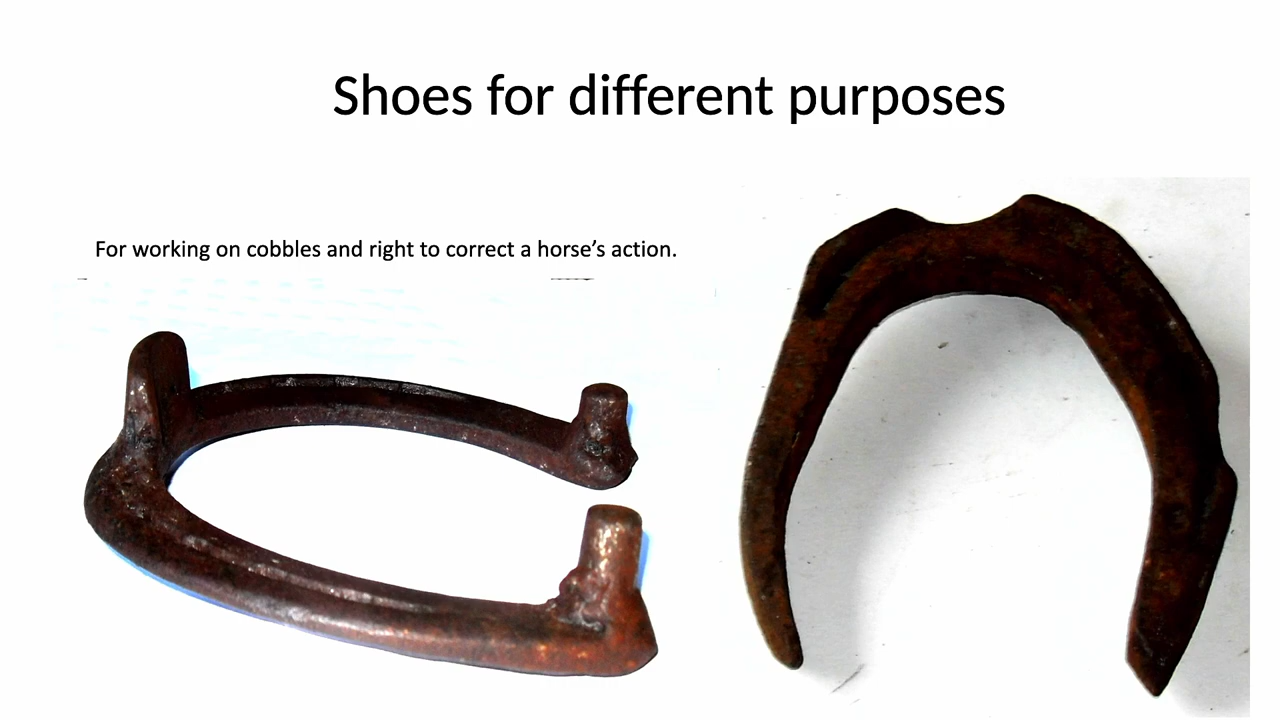 Shoes for different purposes
For working on cobbles and right to correct a horse’s action.